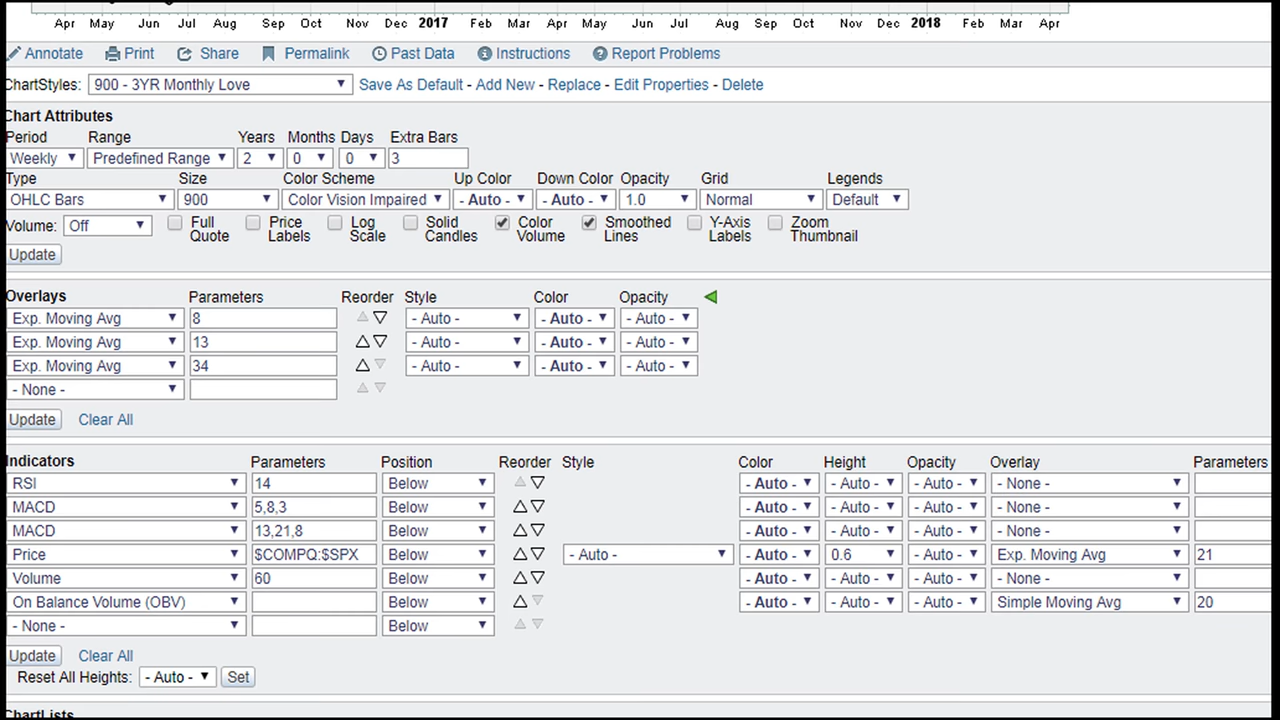 Apr May Jun Jul Aug Sep Oct Nov Dec 2017 Feb Mar Apr May Jun Jul Aug Sep Oct Nov Dec 2018 Feb Mar Apr
Annotate Print Share Permalink Past Data Instructions Report Problems
ChartStyles: 900 - 3YR Monthly Love Save As Default - Add New - Replace - Edit Properties - Delete
Chart Attributes
Period Range Years Months Days Extra Bars
Weekly Predefined Range 2 0 0 3
Type Size Color Scheme Up Color Down Color Opacity Grid Legends
OHLC Bars 900 Color Vision Impaired - Auto - - Auto - 1.0 Normal Default
Volume: Off Full Quote Price Labels Log Scale Solid Candles Color Volume Smoothed Lines Y-Axis Labels Zoom Thumbnail
Update
Overlays Parameters Reorder Style Color Opacity
Exp. Moving Avg 8 - Auto - - Auto - - Auto -
Exp. Moving Avg 13 - Auto - - Auto - - Auto -
Exp. Moving Avg 34 - Auto - - Auto - - Auto -
- None -
Update Clear All
Indicators Parameters Position Reorder Style Color Height Opacity Overlay Parameters
RSI 14 Below - Auto - - Auto - - Auto - - None -
MACD 5,8,3 Below - Auto - - Auto - - Auto - - None -
MACD 13,21,8 Below - Auto - - Auto - - Auto - - None -
Price $COMPQ:$SPX Below - Auto - - Auto - 0.6 - Auto - Exp. Moving Avg 21
Volume 60 Below - Auto - - Auto - - Auto - - None -
On Balance Volume (OBV) Below - Auto - - Auto - - Auto - Simple Moving Avg 20
- None - Below
Update Clear All
Reset All Heights: - Auto - Set
ChartLists